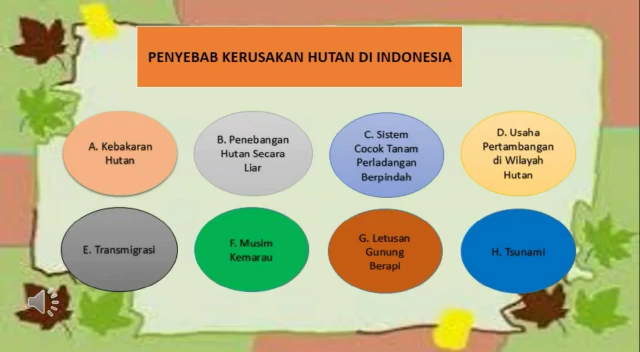 PENYEBAB KERUSAKAN HUTAN DI INDONESIA
A. Kebakaran
Hutan
B. Penebangan
Hutan Secara
Liar
C. Sistem
Cocok Tanam
Perladangan
Berpindah
D. Usaha
Pertambangan
di Wilayah
Hutan
E. Transmigrasi
F. Musim
Kemarau
G. Letusan
Gunung
Berapi
H. Tsunami